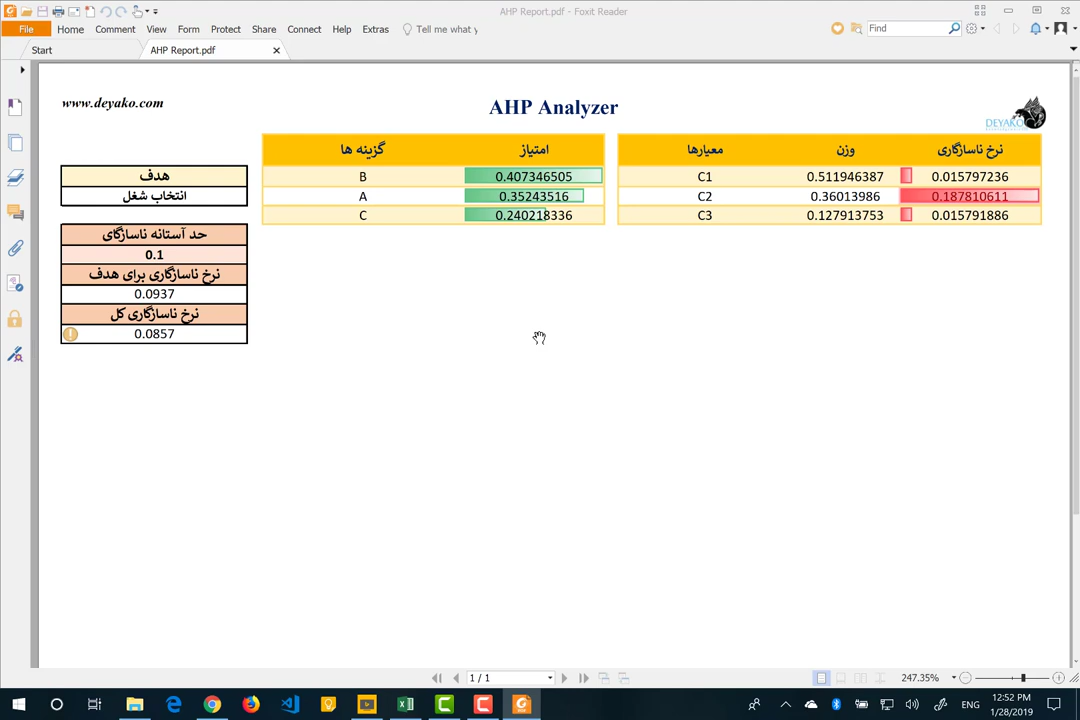 AHP Report.pdf - Foxit Reader
File Home Comment View Form Protect Share Connect Help Extras Tell me what y Find
Start AHP Report.pdf
www.deyako.com
AHP Analyzer
DEYAKO
هدف
انتخاب شغل
حد آستانه ناسازگای
0.1
نرخ ناسازگاری برای هدف
0.0937
نرخ ناسازگاری کل
0.0857
گزینه ها امتیاز
B 0.407346505
A 0.35243516
C 0.240218336
معیارها وزن نرخ ناسازگاری
C1 0.511946387 0.015797236
C2 0.36013986 0.187810611
C3 0.127913753 0.015791886
1 / 1 247.35%
ENG 12:52 PM
1/28/2019